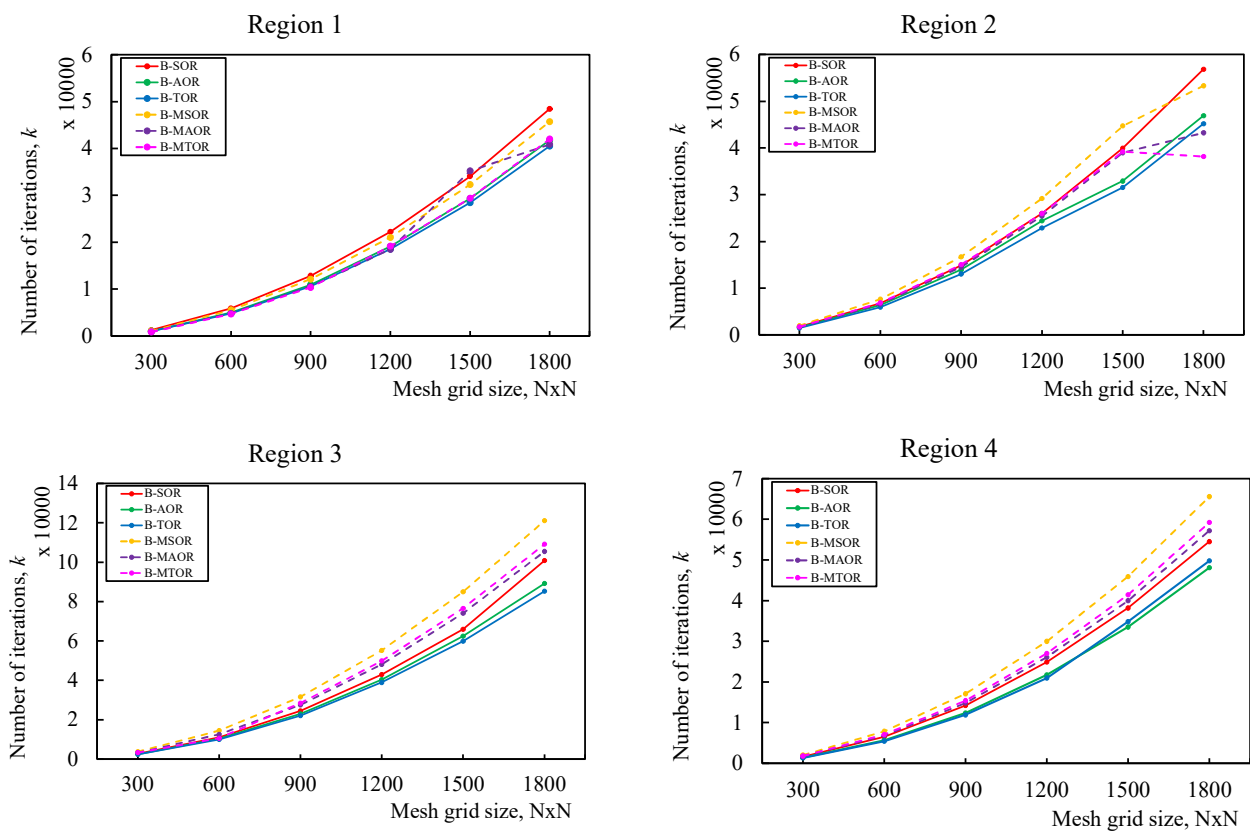 Region 1
Number of iterations, k
x 10000
6
5
4
3
2
1
0
B-SOR
B-AOR
B-TOR
B-MSOR
B-MAOR
B-MTOR
300 600 900 1200 1500 1800
Mesh grid size, NxN
Region 2
Number of iterations, k
x 10000
6
5
4
3
2
1
0
B-SOR
B-AOR
B-TOR
B-MSOR
B-MAOR
B-MTOR
300 600 900 1200 1500 1800
Mesh grid size, NxN
Region 3
Number of iterations, k
x 10000
14
12
10
8
6
4
2
0
B-SOR
B-AOR
B-TOR
B-MSOR
B-MAOR
B-MTOR
300 600 900 1200 1500 1800
Mesh grid size, NxN
Region 4
Number of iterations, k
x 10000
7
6
5
4
3
2
1
0
B-SOR
B-AOR
B-TOR
B-MSOR
B-MAOR
B-MTOR
300 600 900 1200 1500 1800
Mesh grid size, NxN